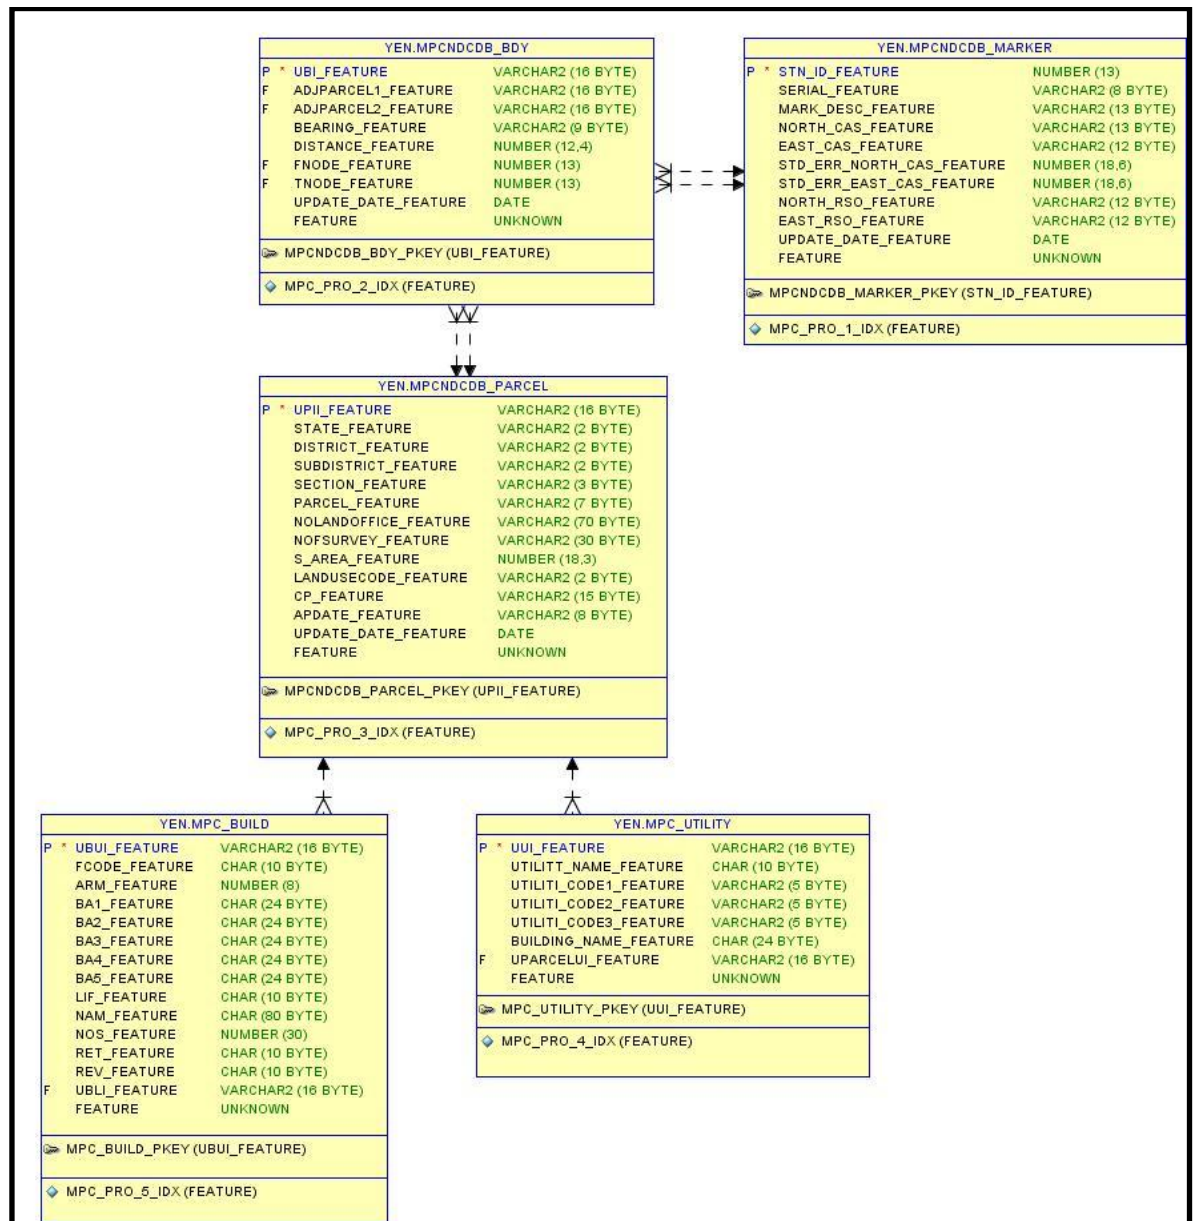 YEN.MPCNDCDB_BDY
P * UBI_FEATURE VARCHAR2 (16 BYTE)
F ADJPARCEL1_FEATURE VARCHAR2 (16 BYTE)
F ADJPARCEL2_FEATURE VARCHAR2 (16 BYTE)
BEARING_FEATURE VARCHAR2 (9 BYTE)
DISTANCE_FEATURE NUMBER (12,4)
F FNODE_FEATURE NUMBER (13)
F TNODE_FEATURE NUMBER (13)
UPDATE_DATE_FEATURE DATE
FEATURE UNKNOWN
MPCNDCDB_BDY_PKEY (UBI_FEATURE)
MPC_PRO_2_IDX (FEATURE)
YEN.MPCNDCDB_MARKER
P * STN_ID_FEATURE NUMBER (13)
SERIAL_FEATURE VARCHAR2 (8 BYTE)
MARK_DESC_FEATURE VARCHAR2 (13 BYTE)
NORTH_CAS_FEATURE VARCHAR2 (13 BYTE)
EAST_CAS_FEATURE VARCHAR2 (12 BYTE)
STD_ERR_NORTH_CAS_FEATURE NUMBER (18,6)
STD_ERR_EAST_CAS_FEATURE NUMBER (18,6)
NORTH_RSO_FEATURE VARCHAR2 (12 BYTE)
EAST_RSO_FEATURE VARCHAR2 (12 BYTE)
UPDATE_DATE_FEATURE DATE
FEATURE UNKNOWN
MPCNDCDB_MARKER_PKEY (STN_ID_FEATURE)
MPC_PRO_1_IDX (FEATURE)
YEN.MPCNDCDB_PARCEL
P * UPII_FEATURE VARCHAR2 (16 BYTE)
STATE_FEATURE VARCHAR2 (2 BYTE)
DISTRICT_FEATURE VARCHAR2 (2 BYTE)
SUBDISTRICT_FEATURE VARCHAR2 (2 BYTE)
SECTION_FEATURE VARCHAR2 (3 BYTE)
PARCEL_FEATURE VARCHAR2 (7 BYTE)
NOLANDOFFICE_FEATURE VARCHAR2 (70 BYTE)
NOFSURVEY_FEATURE VARCHAR2 (30 BYTE)
S_AREA_FEATURE NUMBER (18,3)
LANDUSECODE_FEATURE VARCHAR2 (2 BYTE)
CP_FEATURE VARCHAR2 (15 BYTE)
APDATE_FEATURE VARCHAR2 (8 BYTE)
UPDATE_DATE_FEATURE DATE
FEATURE UNKNOWN
MPCNDCDB_PARCEL_PKEY (UPII_FEATURE)
MPC_PRO_3_IDX (FEATURE)
YEN.MPC_BUILD
P * UBUI_FEATURE VARCHAR2 (16 BYTE)
FCODE_FEATURE CHAR (10 BYTE)
ARM_FEATURE NUMBER (8)
BA1_FEATURE CHAR (24 BYTE)
BA2_FEATURE CHAR (24 BYTE)
BA3_FEATURE CHAR (24 BYTE)
BA4_FEATURE CHAR (24 BYTE)
BA5_FEATURE CHAR (24 BYTE)
LIF_FEATURE CHAR (10 BYTE)
NAM_FEATURE CHAR (80 BYTE)
NOS_FEATURE NUMBER (30)
RET_FEATURE CHAR (10 BYTE)
REV_FEATURE CHAR (10 BYTE)
F UBLI_FEATURE VARCHAR2 (16 BYTE)
FEATURE UNKNOWN
MPC_BUILD_PKEY (UBUI_FEATURE)
MPC_PRO_5_IDX (FEATURE)
YEN.MPC_UTILITY
P * UUI_FEATURE VARCHAR2 (16 BYTE)
UTILITT_NAME_FEATURE CHAR (10 BYTE)
UTILITI_CODE1_FEATURE VARCHAR2 (5 BYTE)
UTILITI_CODE2_FEATURE VARCHAR2 (5 BYTE)
UTILITI_CODE3_FEATURE VARCHAR2 (5 BYTE)
BUILDING_NAME_FEATURE CHAR (24 BYTE)
F UPARCELUI_FEATURE VARCHAR2 (16 BYTE)
FEATURE UNKNOWN
MPC_UTILITY_PKEY (UUI_FEATURE)
MPC_PRO_4_IDX (FEATURE)